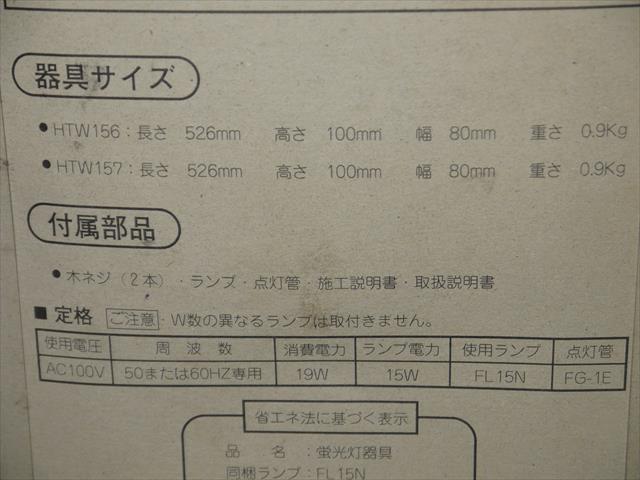 器具サイズ
●HTW156：長さ 526mm 高さ 100mm 幅 80mm 重さ 0.9Kg
●HTW157：長さ 526mm 高さ 100mm 幅 80mm 重さ 0.9Kg
付属部品
●木ネジ（2本）・ランプ・点灯管・施工説明書・取扱説明書
■定格 ご注意・W数の異なるランプは取付きません。
使用電圧 周波数 消費電力 ランプ電力 使用ランプ 点灯管
AC100V 50または60HZ専用 19W 15W FL15N FG-1E
省エネ法に基づく表示
品名：蛍光灯器具
同梱ランプ：FL15N